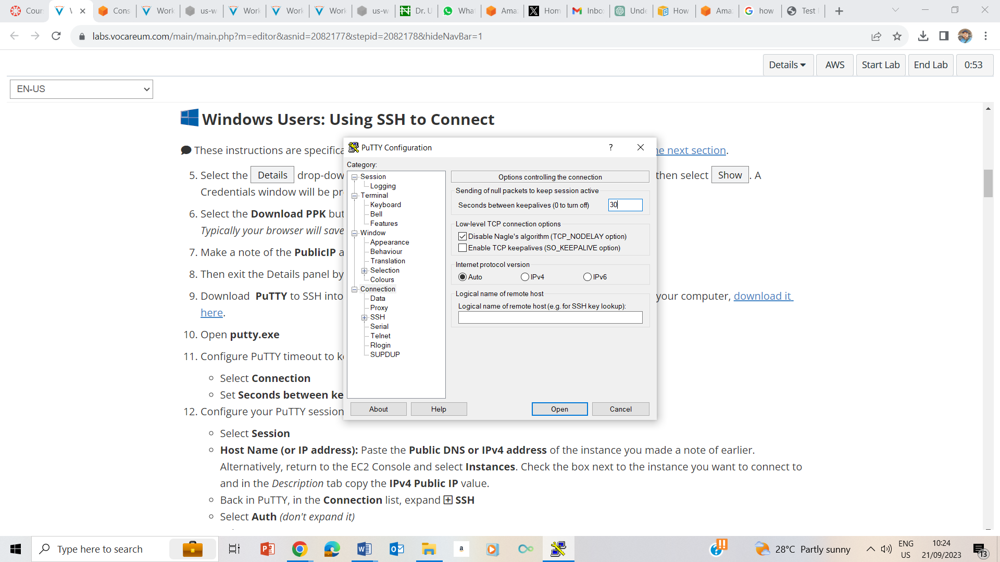 Cour
Cons
Work
us-w
Work
Work
Work
us-w
Dr. U
What
Ama
Hom
Inbo
Unde
How
Ama
how
Test
labs.vocareum.com/main/main.php?m=editor&asnid=2082177&stepid=2082178&hideNavBar=1
Details AWS Start Lab End Lab 0:53
EN-US
Windows Users: Using SSH to Connect
These instructions are specifica
ne next section.
5. Select the Details drop-dow
then select Show . A
Credentials window will be pr
6. Select the Download PPK but
Typically your browser will save
7. Make a note of the PublicIP a
8. Then exit the Details panel by
9. Download PuTTY to SSH into
your computer, download it
here.
10. Open putty.exe
11. Configure PuTTY timeout to ke
Select Connection
Set Seconds between ke
12. Configure your PuTTY session
Select Session
Host Name (or IP address): Paste the Public DNS or IPv4 address of the instance you made a note of earlier.
Alternatively, return to the EC2 Console and select Instances. Check the box next to the instance you want to connect to
and in the Description tab copy the IPv4 Public IP value.
Back in PuTTY, in the Connection list, expand SSH
Select Auth (don't expand it)
PuTTY Configuration
?
Category:
Session
Logging
Terminal
Keyboard
Bell
Features
Window
Appearance
Behaviour
Translation
Selection
Colours
Connection
Data
Proxy
SSH
Serial
Telnet
Rlogin
SUPDUP
Options controlling the connection
Sending of null packets to keep session active
Seconds between keepalives (0 to turn off) 30
Low-level TCP connection options
Disable Nagle's algorithm (TCP_NODELAY option)
Enable TCP keepalives (SO_KEEPALIVE option)
Internet protocol version
Auto IPv4 IPv6
Logical name of remote host
Logical name of remote host (e.g. for SSH key lookup):
About Help Open Cancel
Type here to search
28°C Partly sunny
ENG
US
10:24
21/09/2023
13